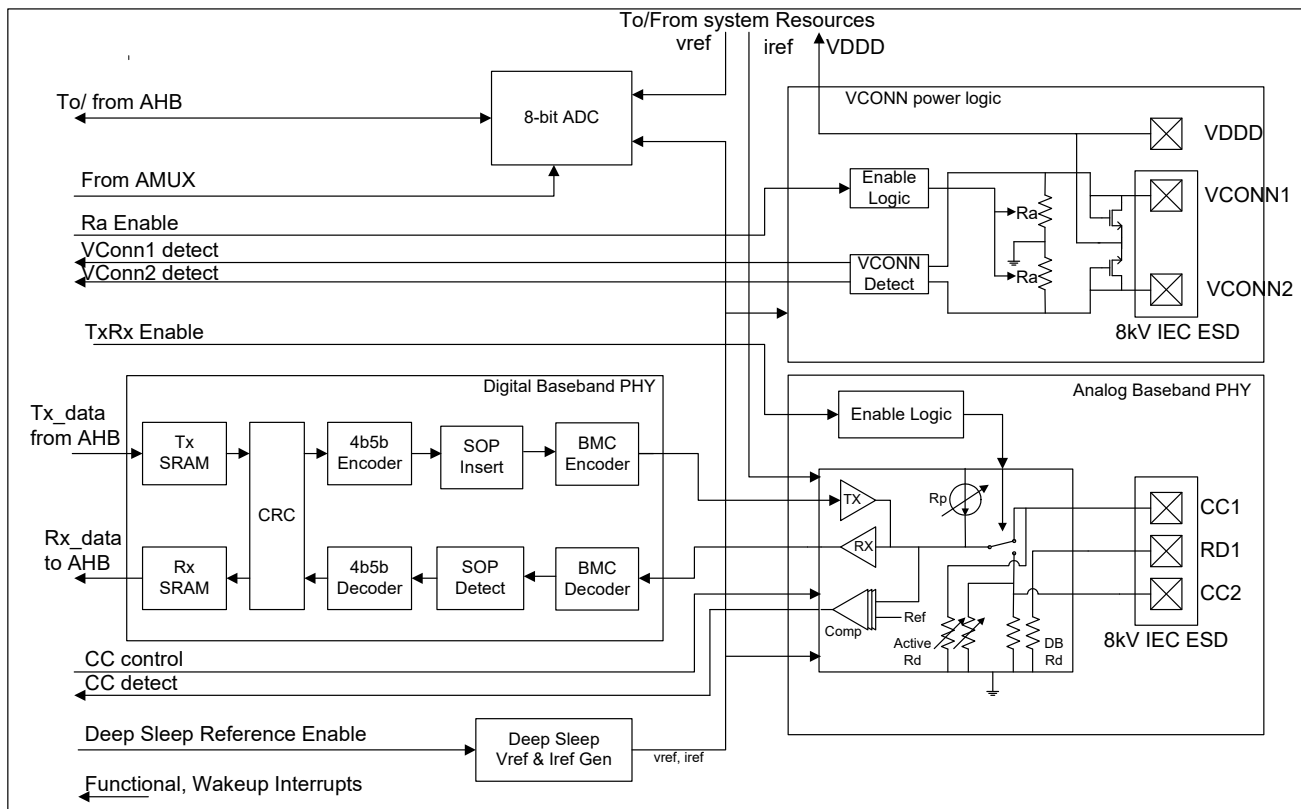 To/From system Resources
vref
iref
VDDD
To/ from AHB
8-bit ADC
From AMUX
VCONN power logic
VDDD
Enable
Logic
Ra
VCONN1
Ra Enable
VConn1 detect
VConn2 detect
VCONN
Detect
Ra
VCONN2
8kV IEC ESD
TxRx Enable
Digital Baseband PHY
Analog Baseband PHY
Enable Logic
Tx_data
from AHB
Tx
SRAM
CRC
4b5b
Encoder
SOP
Insert
BMC
Encoder
TX
Rp
CC1
Rx_data
to AHB
Rx
SRAM
4b5b
Decoder
SOP
Detect
BMC
Decoder
RX
RD1
CC2
Ref
Comp
Active
Rd
DB
Rd
8kV IEC ESD
CC control
CC detect
Deep Sleep Reference Enable
Deep Sleep
Vref & Iref Gen
vref, iref
Functional, Wakeup Interrupts